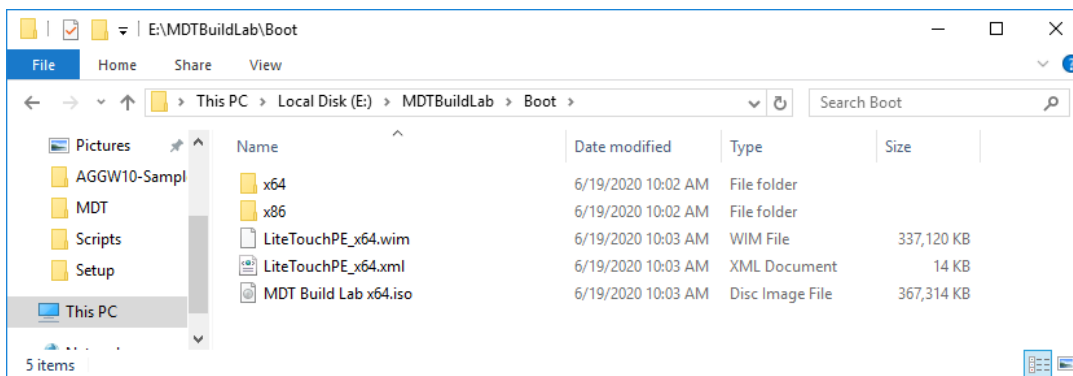 E:\MDTBuildLab\Boot
File Home Share View
This PC > Local Disk (E:) > MDTBuildLab > Boot > Search Boot
Pictures Name Date modified Type Size
AGGW10-Sampl x64 6/19/2020 10:02 AM File folder
MDT x86 6/19/2020 10:02 AM File folder
Scripts LiteTouchPE_x64.wim 6/19/2020 10:03 AM WIM File 337,120 KB
Setup LiteTouchPE_x64.xml 6/19/2020 10:03 AM XML Document 14 KB
MDT Build Lab x64.iso 6/19/2020 10:03 AM Disc Image File 367,314 KB
This PC
5 items